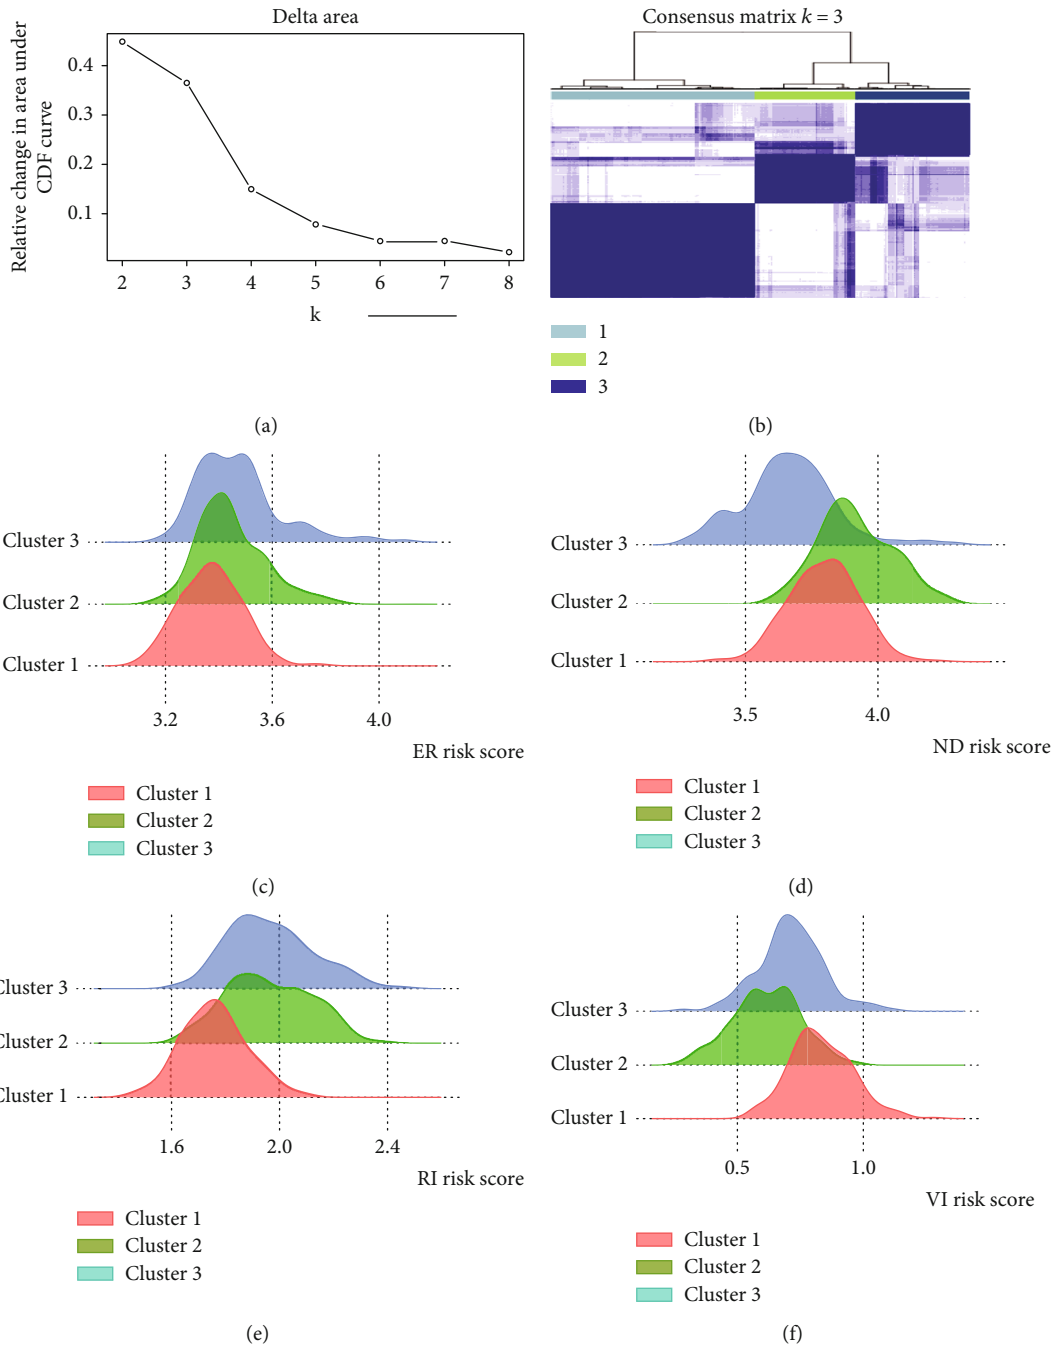 Delta area
Relative change in area under
CDF curve
0.4
0.3
0.2
0.1
2 3 4 5 6 7 8
k
(a)
Consensus matrix k = 3
1
2
3
(b)
Cluster 3
Cluster 2
Cluster 1
3.2 3.6 4.0
ER risk score
Cluster 1
Cluster 2
Cluster 3
(c)
Cluster 3
Cluster 2
Cluster 1
3.5 4.0
ND risk score
Cluster 1
Cluster 2
Cluster 3
(d)
Cluster 3
Cluster 2
Cluster 1
1.6 2.0 2.4
RI risk score
Cluster 1
Cluster 2
Cluster 3
(e)
Cluster 3
Cluster 2
Cluster 1
0.5 1.0
VI risk score
Cluster 1
Cluster 2
Cluster 3
(f)